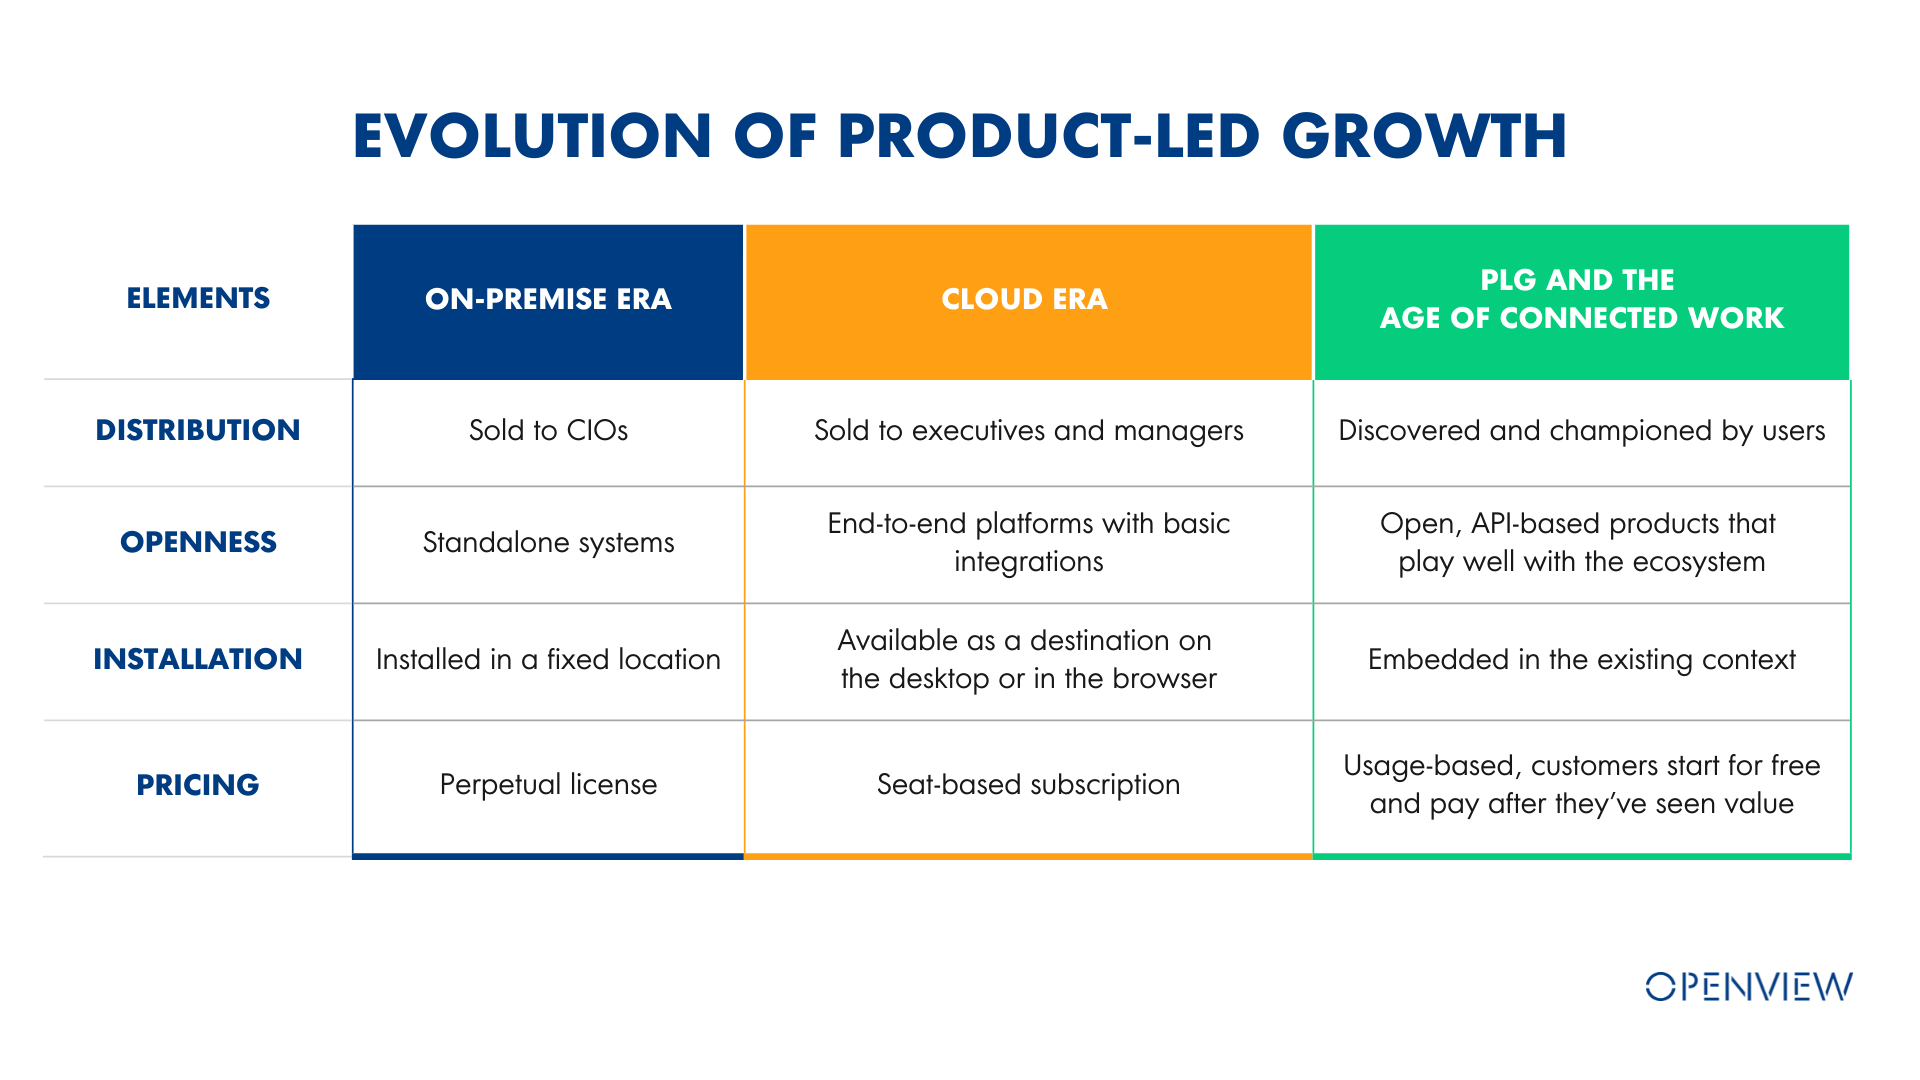 EVOLUTION OF PRODUCT-LED GROWTH
ELEMENTS
ON-PREMISE ERA
CLOUD ERA
PLG AND THE
AGE OF CONNECTED WORK
DISTRIBUTION
Sold to CIOs
Sold to executives and managers
Discovered and championed by users
OPENNESS
Standalone systems
End-to-end platforms with basic
integrations
Open, API-based products that
play well with the ecosystem
INSTALLATION
Installed in a fixed location
Available as a destination on
the desktop or in the browser
Embedded in the existing context
PRICING
Perpetual license
Seat-based subscription
Usage-based, customers start for free
and pay after they’ve seen value
OPENVIEW